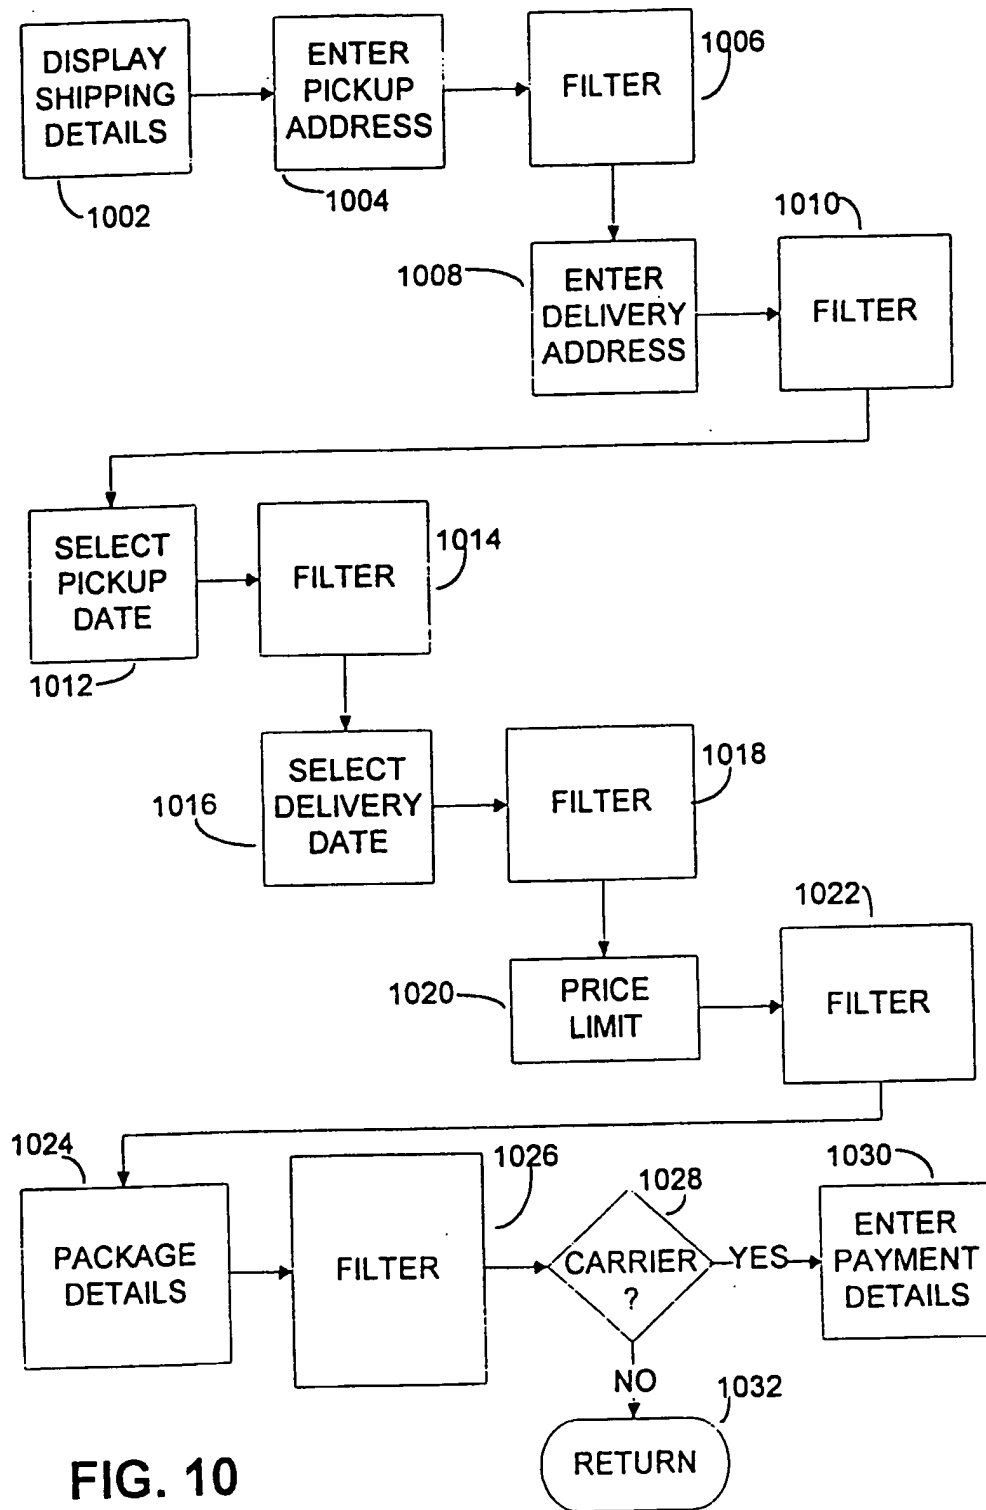 DISPLAY
SHIPPING
DETAILS
1002
ENTER
PICKUP
ADDRESS
1004
FILTER
1006
1008
ENTER
DELIVERY
ADDRESS
1010
FILTER
SELECT
PICKUP
DATE
1012
FILTER
1014
1016
SELECT
DELIVERY
DATE
FILTER
1018
1020
PRICE
LIMIT
1022
FILTER
1024
PACKAGE
DETAILS
1026
FILTER
1028
CARRIER
?
YES
1030
ENTER
PAYMENT
DETAILS
NO
1032
RETURN
FIG. 10